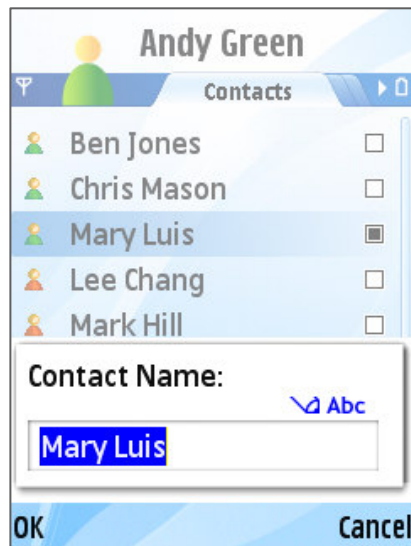 Andy Green
Contacts
Ben Jones
Chris Mason
Mary Luis
Lee Chang
Mark Hill
Contact Name:
Abc
Mary Luis
OK Cancel